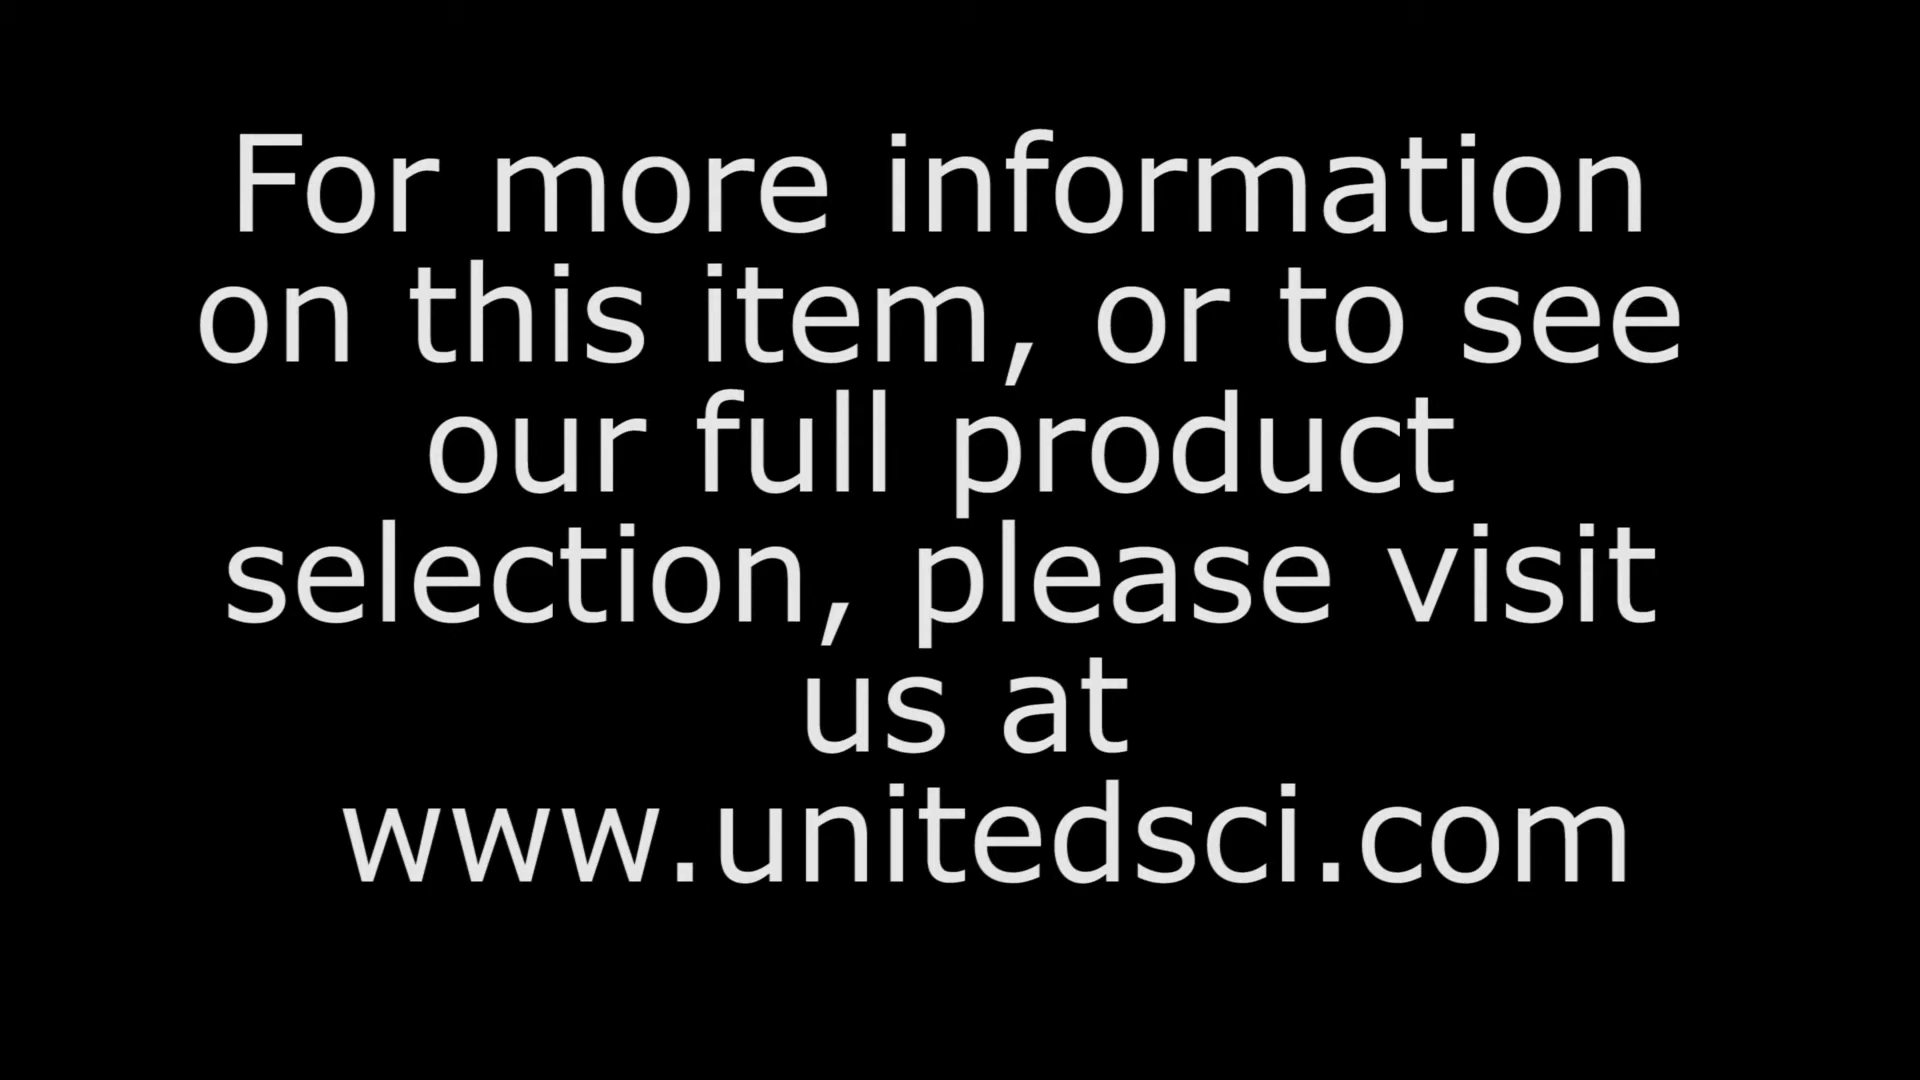 For more information
on this item, or to see
our full product
selection, please visit
us at
www.unitedsci.com